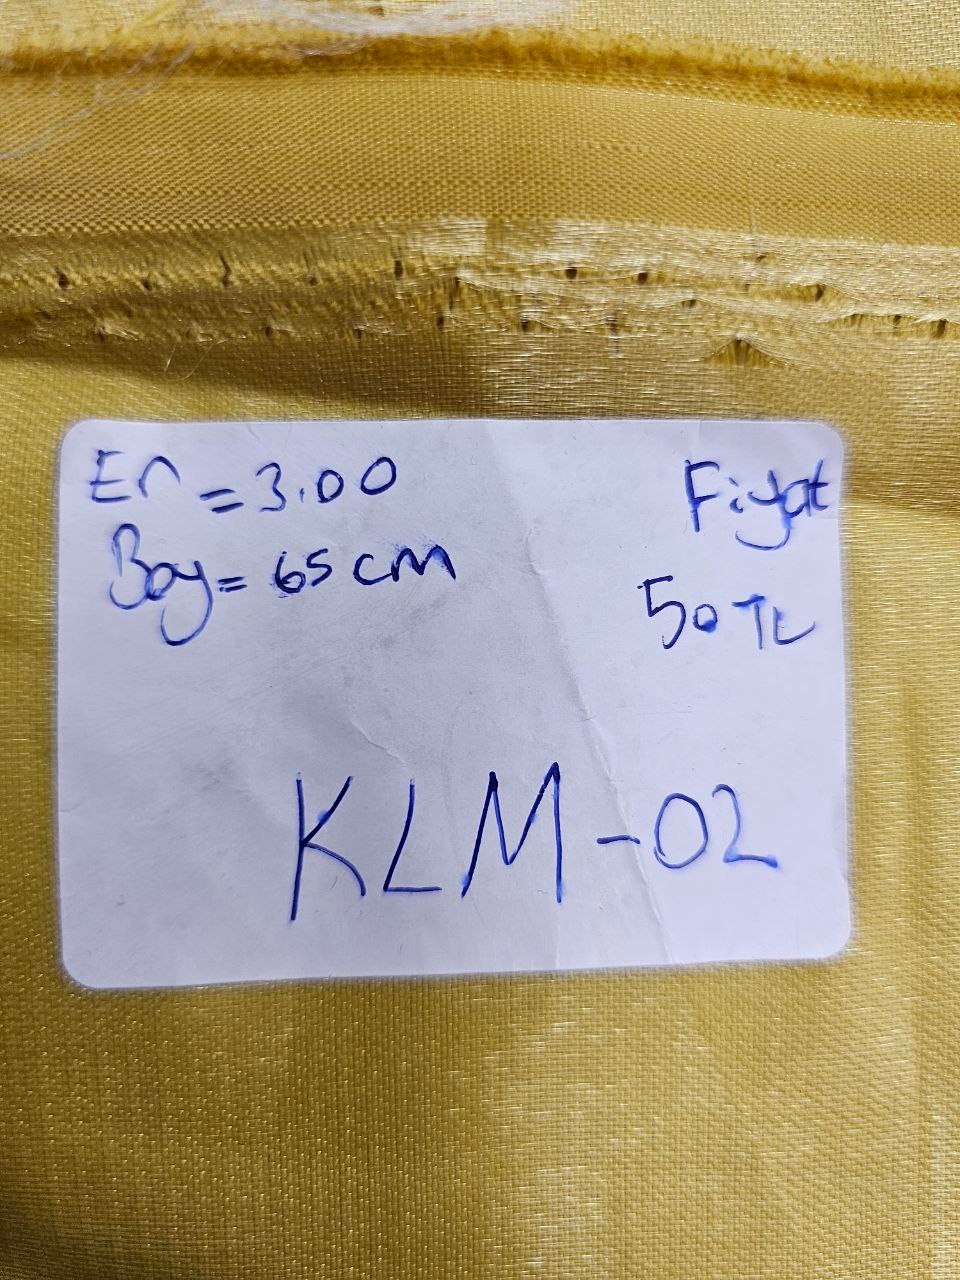 En = 3.00
Boy = 65 cm
Fiyat
50 TL
KLM-02